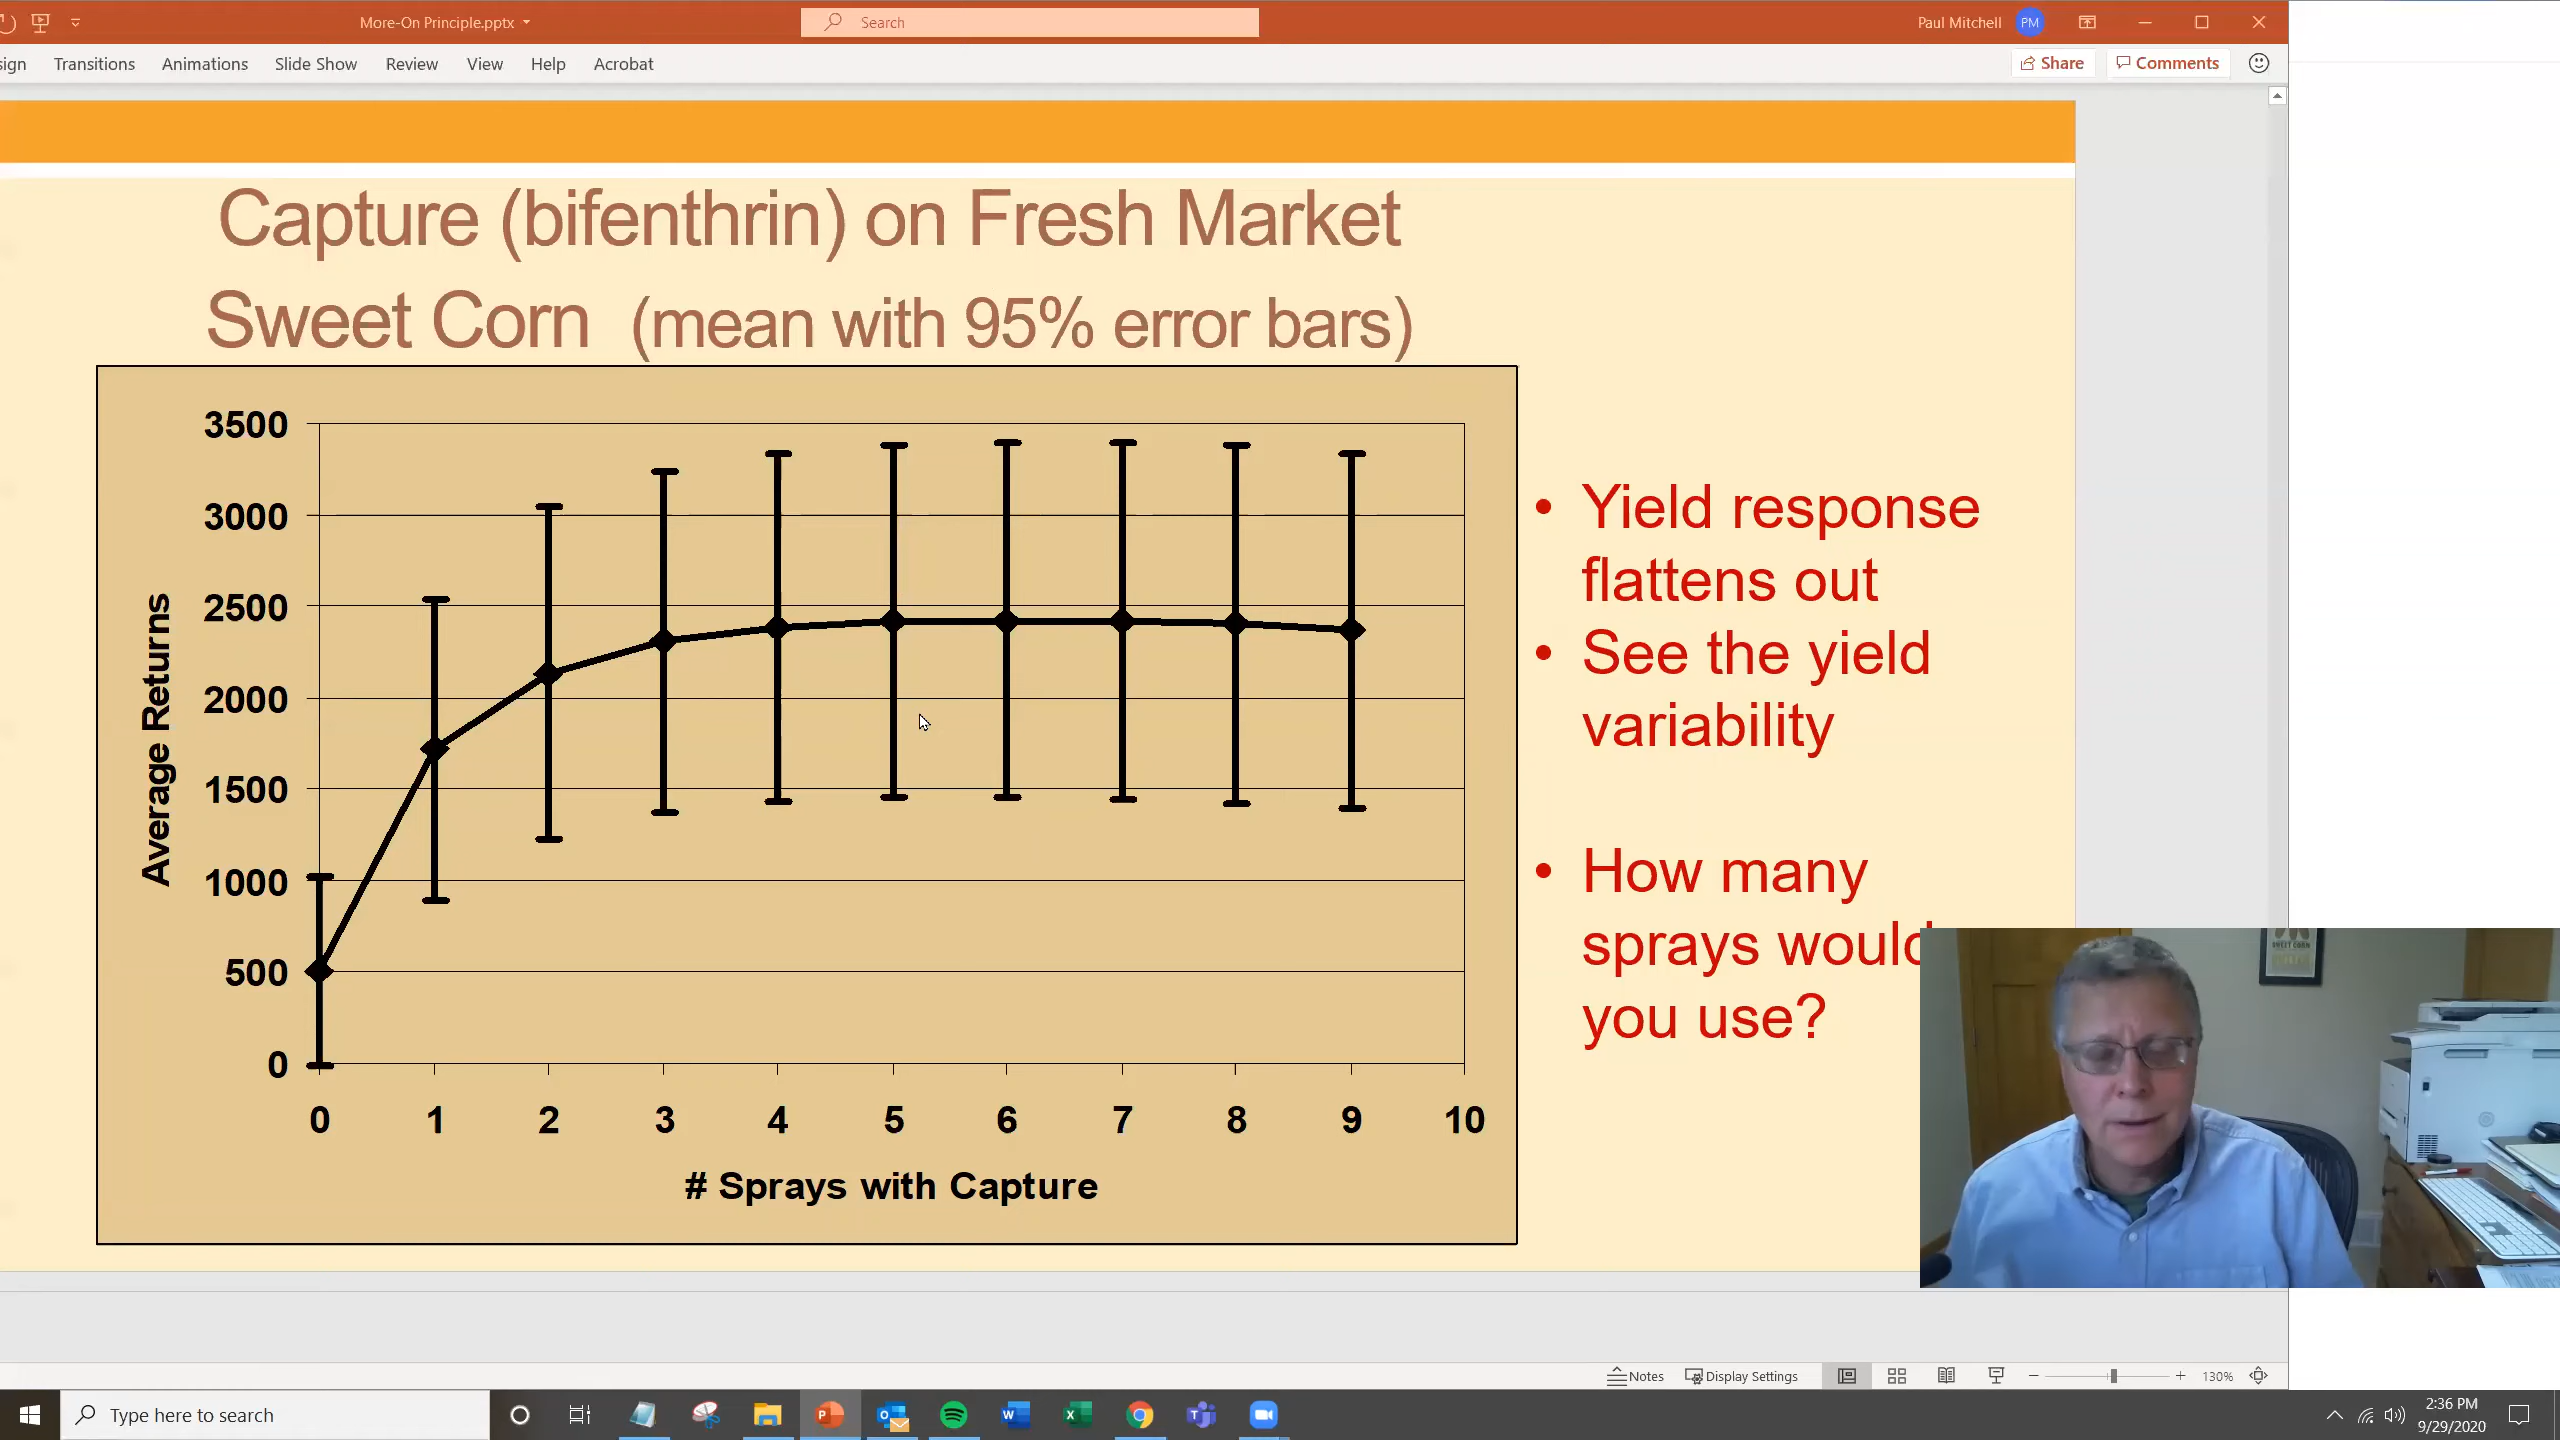 More-On Principle.pptx
Search
Paul Mitchell
PM
sign Transitions Animations Slide Show Review View Help Acrobat
Share
Comments
Capture (bifenthrin) on Fresh Market
Sweet Corn (mean with 95% error bars)
3500
3000
2500
2000
1500
1000
500
0
Average Returns
0 1 2 3 4 5 6 7 8 9 10
# Sprays with Capture
• Yield response
flattens out
• See the yield
variability
• How many
sprays would
you use?
SWEET CORN
Notes
Display Settings
130%
Type here to search
2:36 PM
9/29/2020